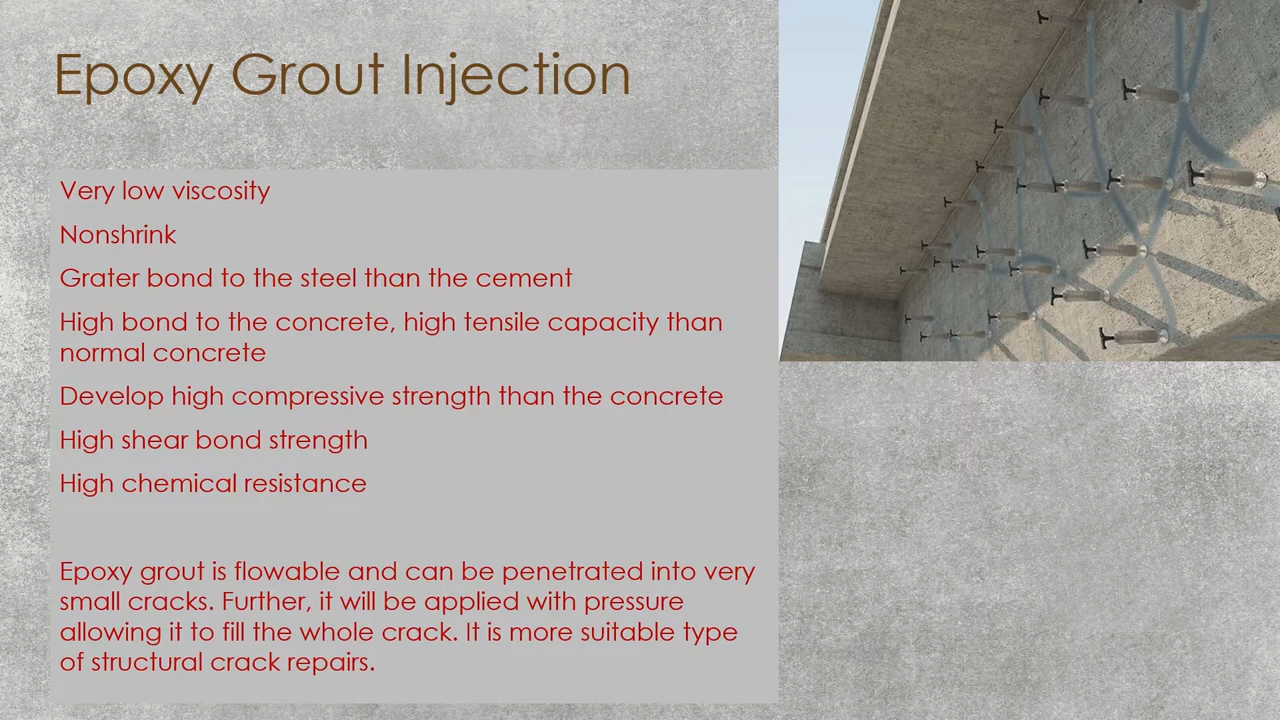 Epoxy Grout Injection
Very low viscosity
Nonshrink
Grater bond to the steel than the cement
High bond to the concrete, high tensile capacity than
normal concrete
Develop high compressive strength than the concrete
High shear bond strength
High chemical resistance
Epoxy grout is flowable and can be penetrated into very
small cracks. Further, it will be applied with pressure
allowing it to fill the whole crack. It is more suitable type
of structural crack repairs.